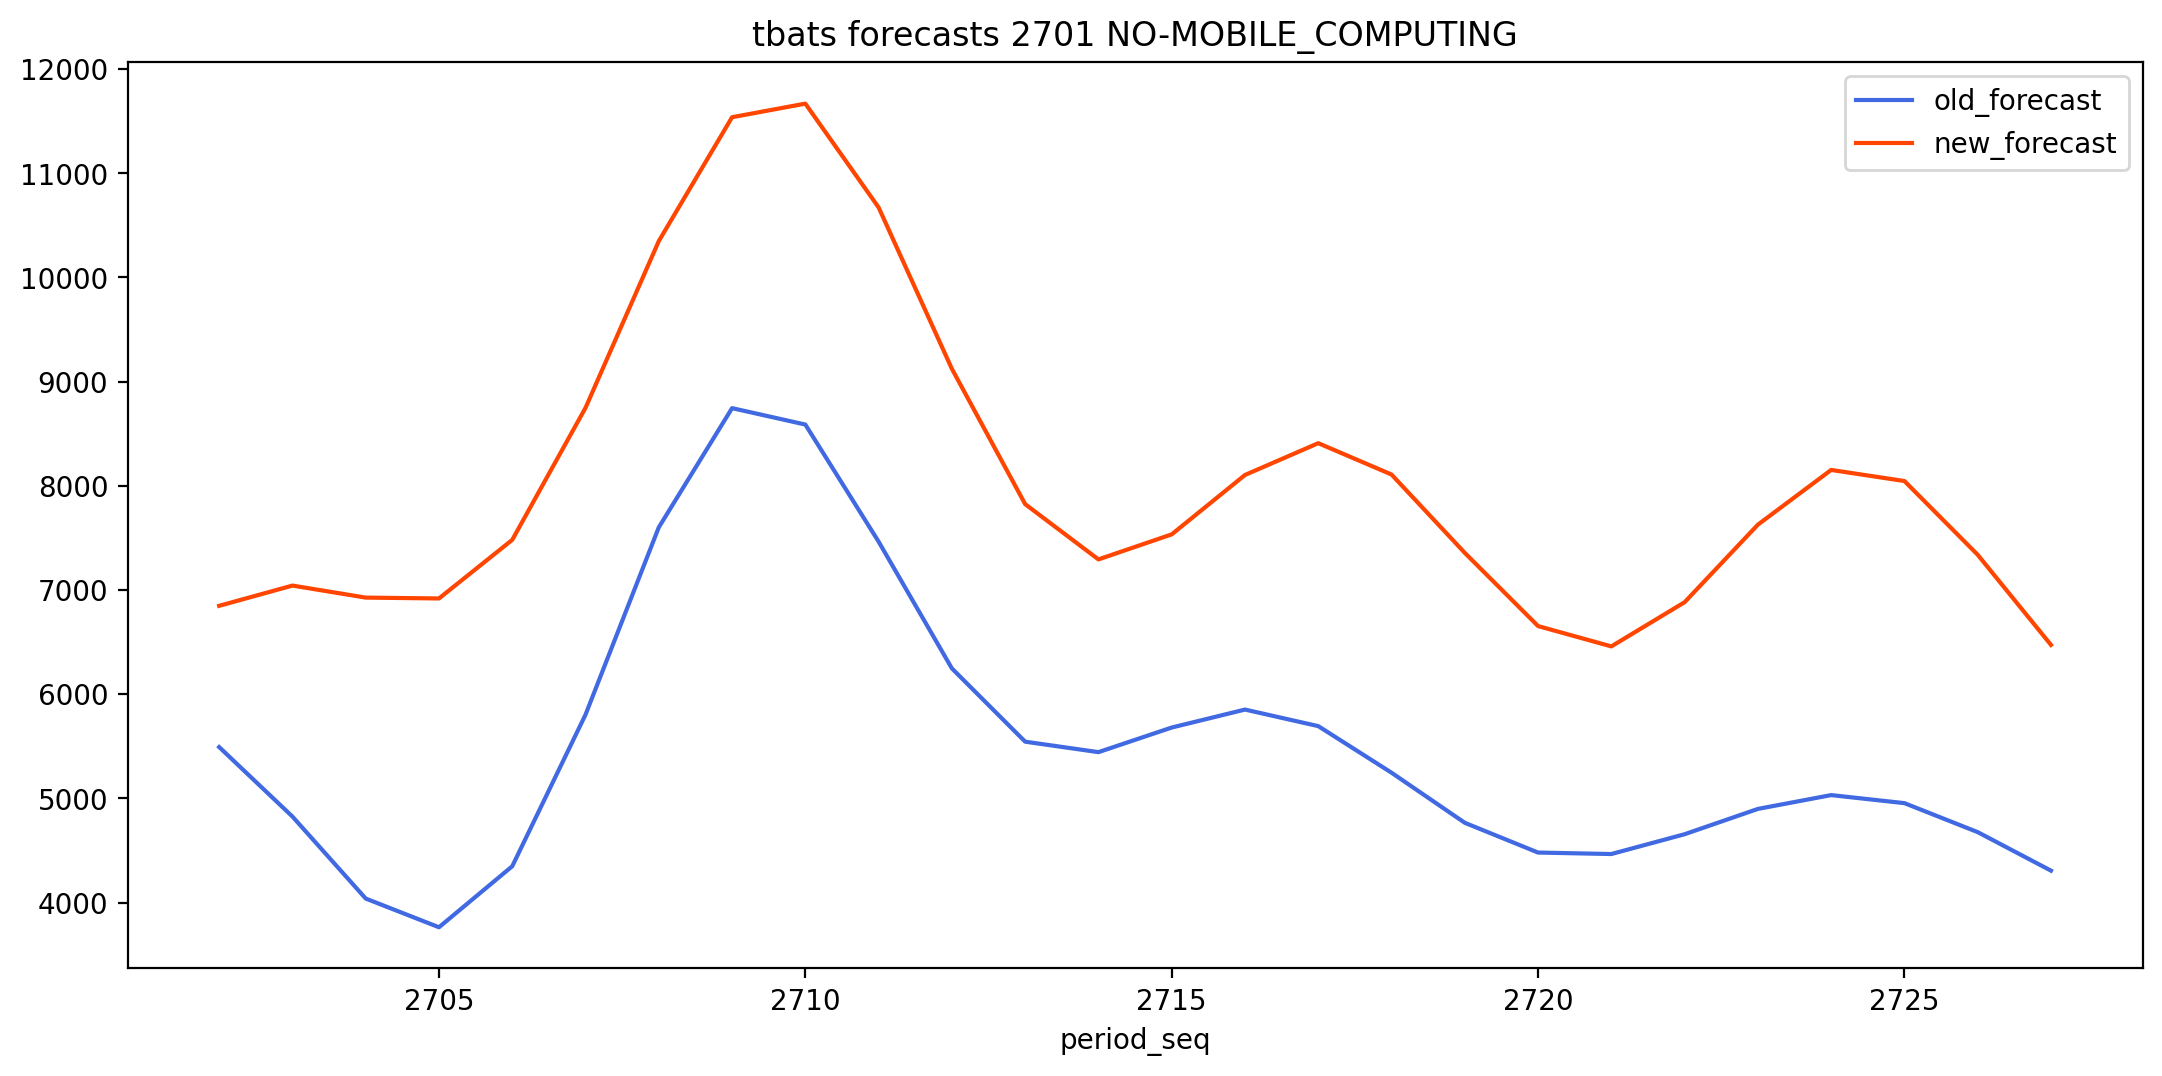 tbats forecasts 2701 NO-MOBILE_COMPUTING
old_forecast
new_forecast
12000
11000
10000
9000
8000
7000
6000
5000
4000
2705 2710 2715 2720 2725
period_seq